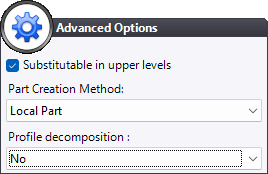 Advanced Options
Substitutable in upper levels
Part Creation Method:
Local Part
Profile decomposition :
No